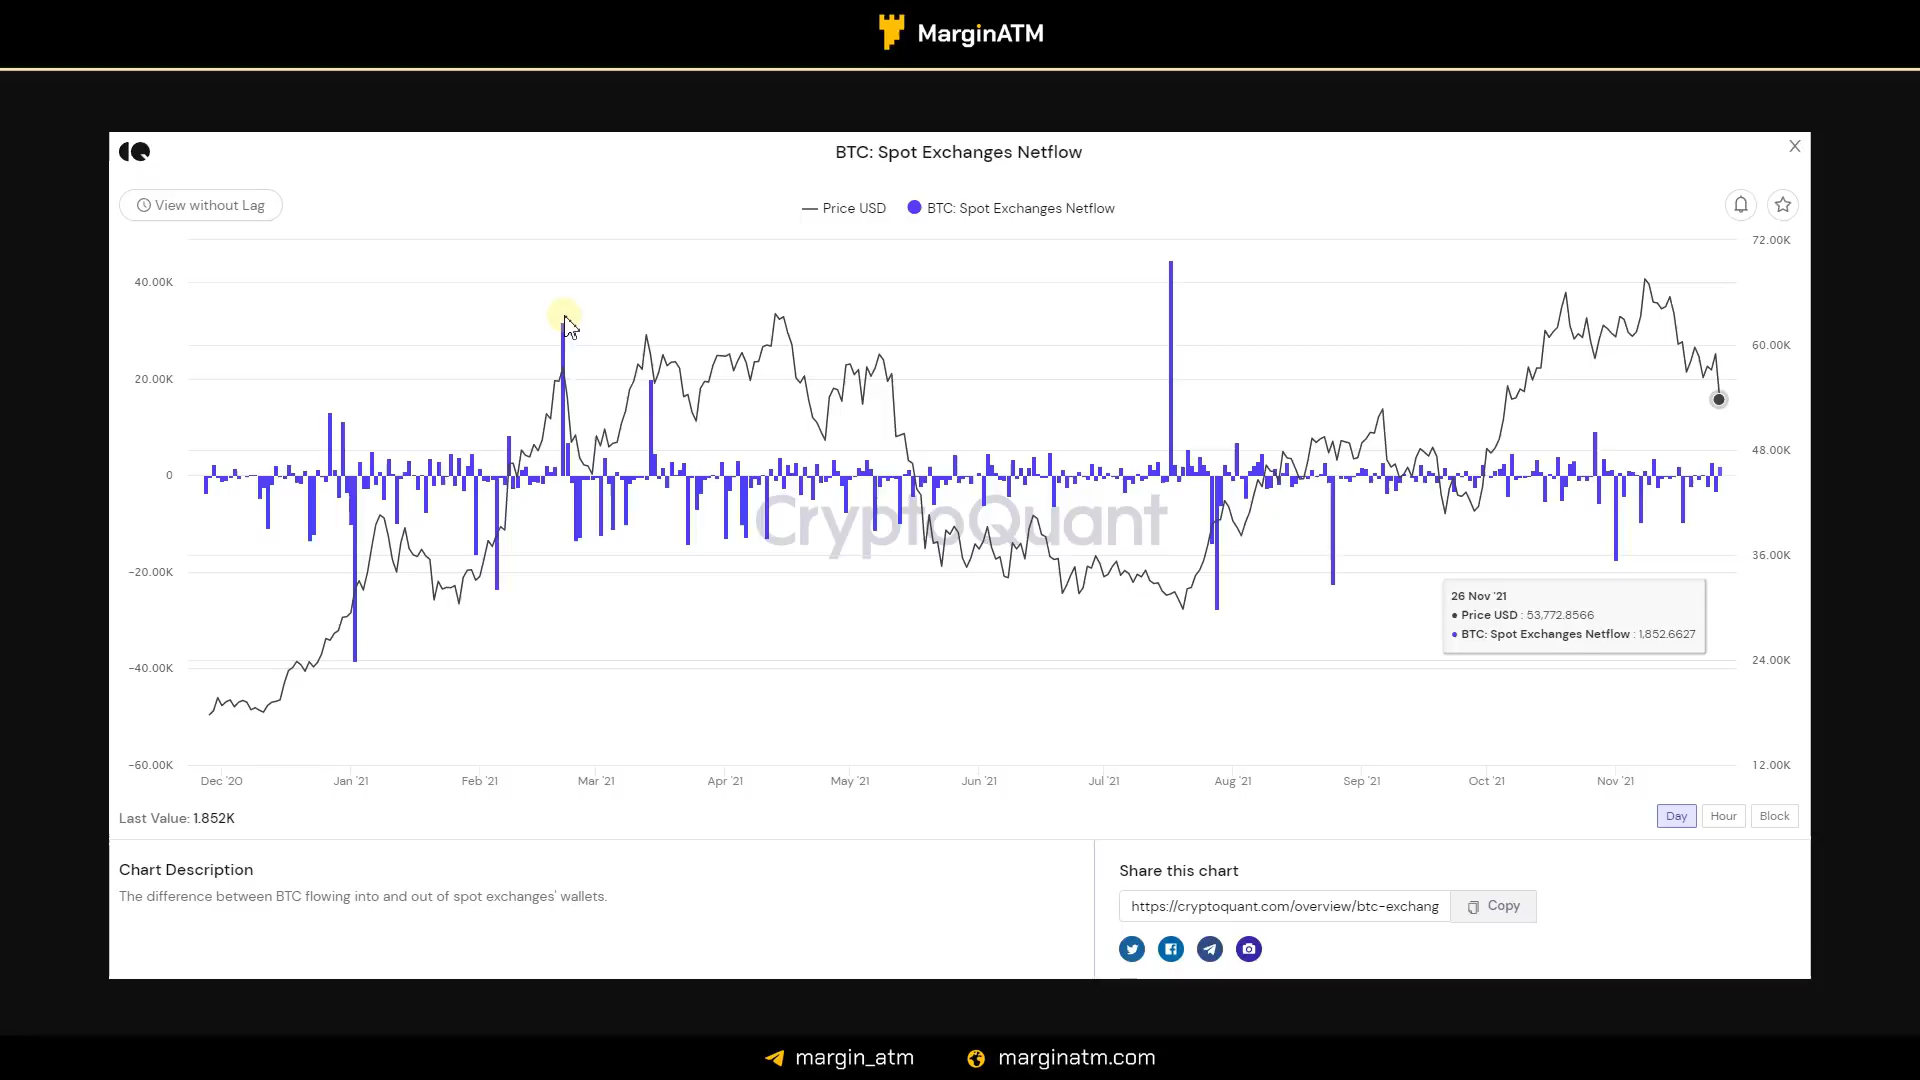 MarginATM
BTC: Spot Exchanges Netflow
X
View without Lag
Price USD
BTC: Spot Exchanges Netflow
72.00K
40.00K
60.00K
20.00K
48.00K
0
CryptoQuant
36.00K
-20.00K
26 Nov '21
Price USD : 53,772.8566
BTC: Spot Exchanges Netflow : 1,852.6627
24.00K
-40.00K
-60.00K
12.00K
Dec '20 Jan '21 Feb '21 Mar '21 Apr '21 May '21 Jun '21 Jul '21 Aug '21 Sep '21 Oct '21 Nov '21
Last Value: 1.852K
Day Hour Block
Chart Description
The difference between BTC flowing into and out of spot exchanges' wallets.
Share this chart
https://cryptoquant.com/overview/btc-exchang
Copy
margin_atm
marginatm.com